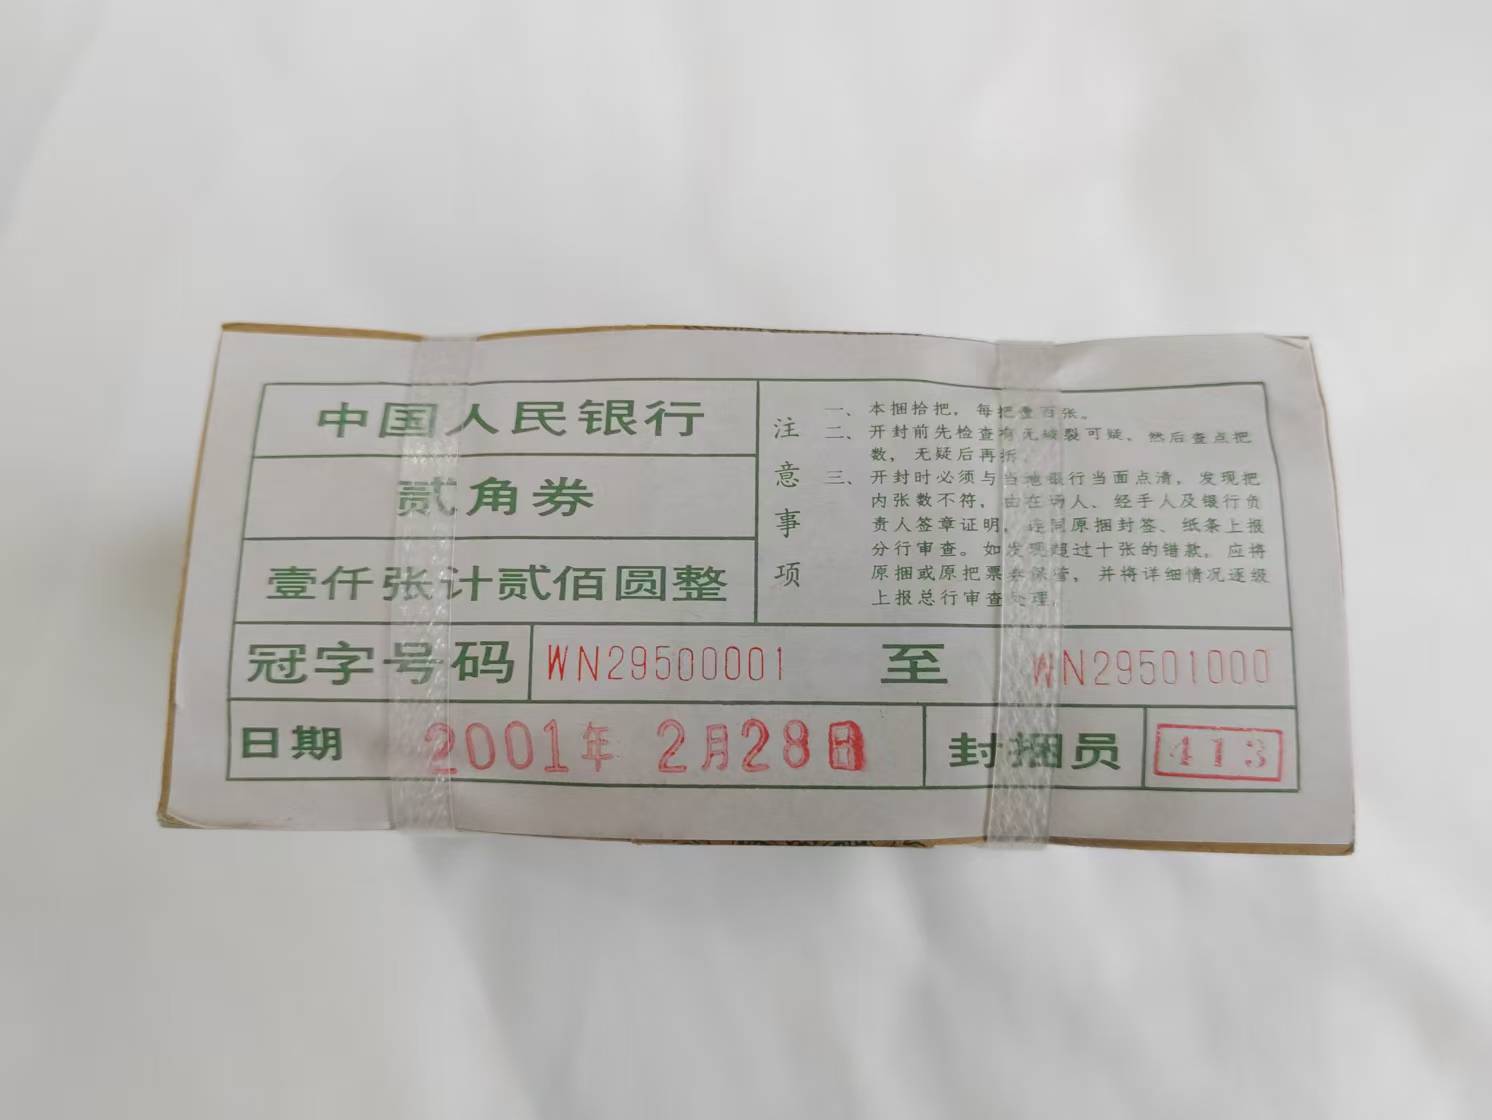 中国人民银行
贰角券
壹仟张计贰佰圆整
注意事项
一、本捆拾把，每把壹百张。
二、开封前先检查有无破裂可疑，然后查点把
数，无疑后再拆。
三、开封时必须与当地银行当面点清，发现把
内张数不符，由在场人、经手人及银行负
责人签章证明，连同原捆封签、纸条上报
分行审查。如发现超过十张的错款，应将
原捆或原把票券保管，并将详细情况逐级
上报总行审查处理。
冠字号码 WN29500001 至 WN29501000
日期 2001年 2月28日 封捆员 413